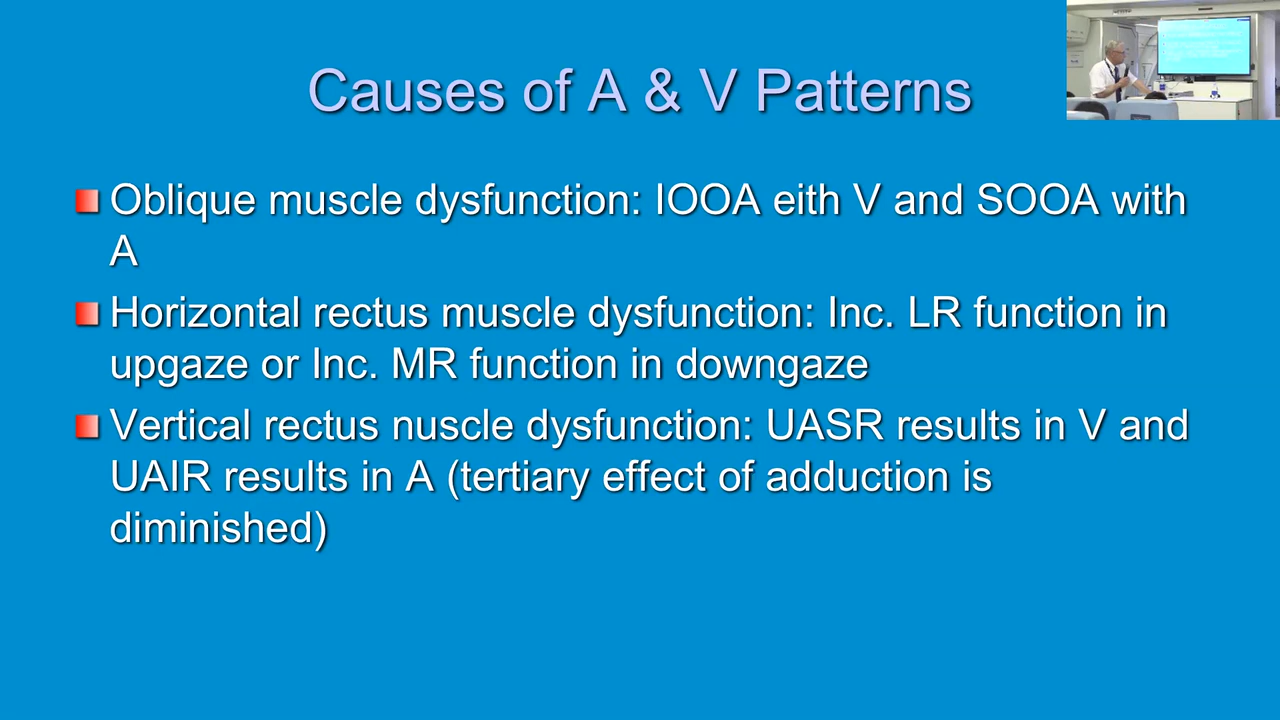 Causes of A & V Patterns
Oblique muscle dysfunction: IOOA eith V and SOOA with
A
Horizontal rectus muscle dysfunction: Inc. LR function in
upgaze or Inc. MR function in downgaze
Vertical rectus nuscle dysfunction: UASR results in V and
UAIR results in A (tertiary effect of adduction is
diminished)